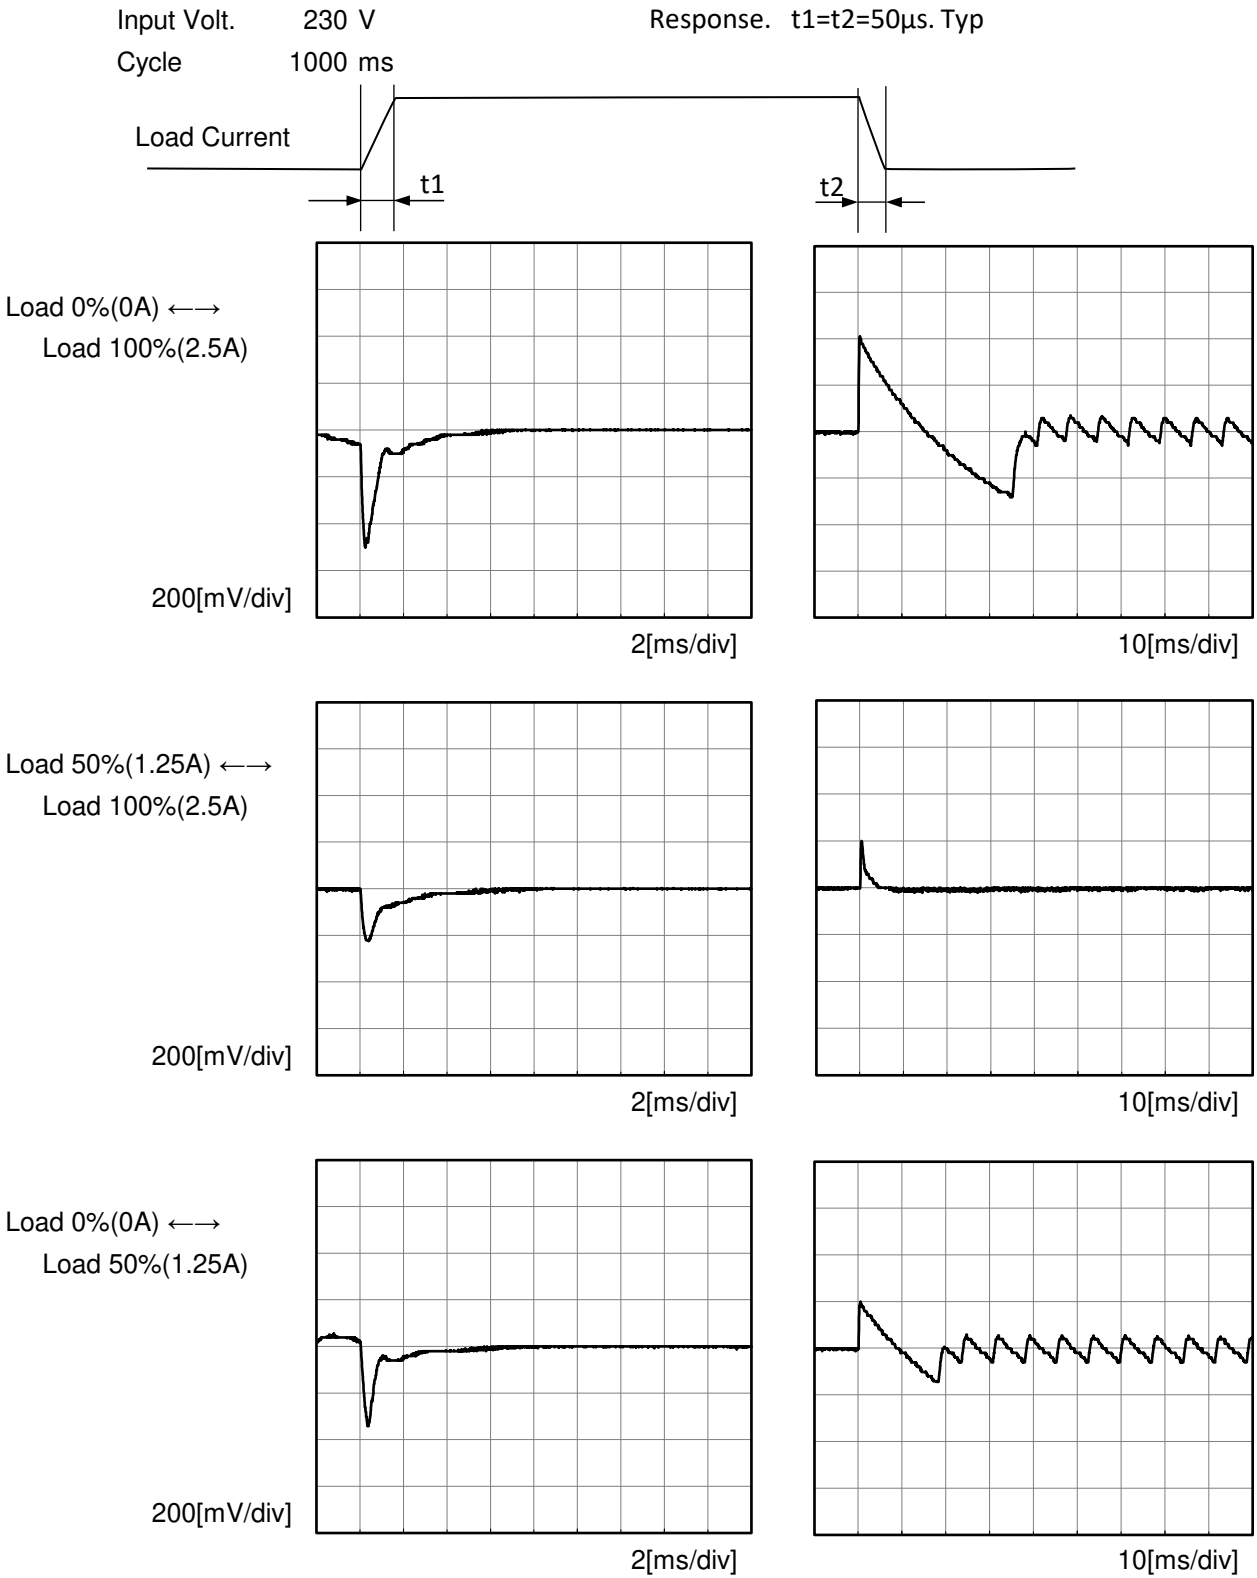 Input Volt. 230 V Response. t1=t2=50µs. Typ
Cycle 1000 ms
Load Current
t1
t2
Load 0%(0A) ←→
Load 100%(2.5A)
200[mV/div]
2[ms/div]
10[ms/div]
Load 50%(1.25A) ←→
Load 100%(2.5A)
200[mV/div]
2[ms/div]
10[ms/div]
Load 0%(0A) ←→
Load 50%(1.25A)
200[mV/div]
2[ms/div]
10[ms/div]